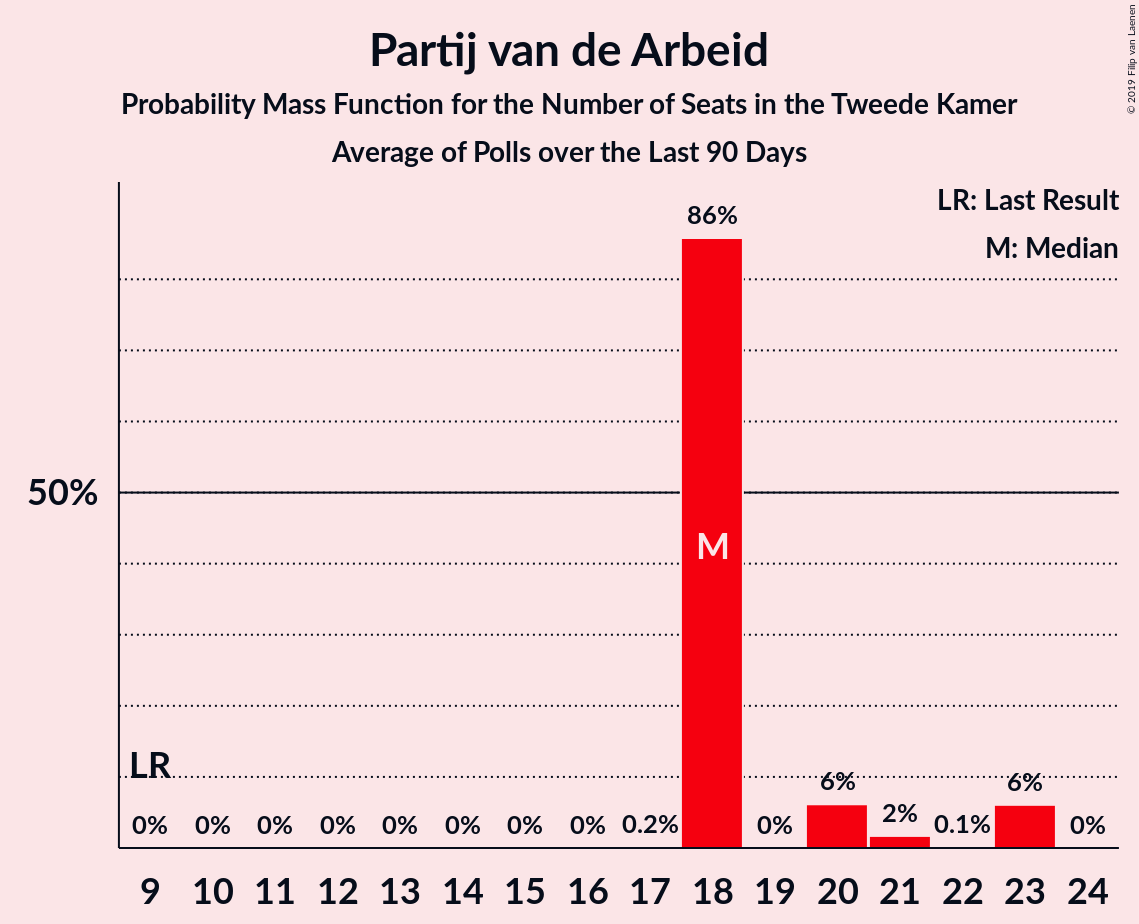 Partij van de Arbeid
Probability Mass Function for the Number of Seats in the Tweede Kamer
Average of Polls over the Last 90 Days
© 2019 Filip van Laenen
LR: Last Result
M: Median
86%
50%
M
LR
0% 0% 0% 0% 0% 0% 0% 0% 0.2% 0% 6% 2% 0.1% 6% 0%
9 10 11 12 13 14 15 16 17 18 19 20 21 22 23 24